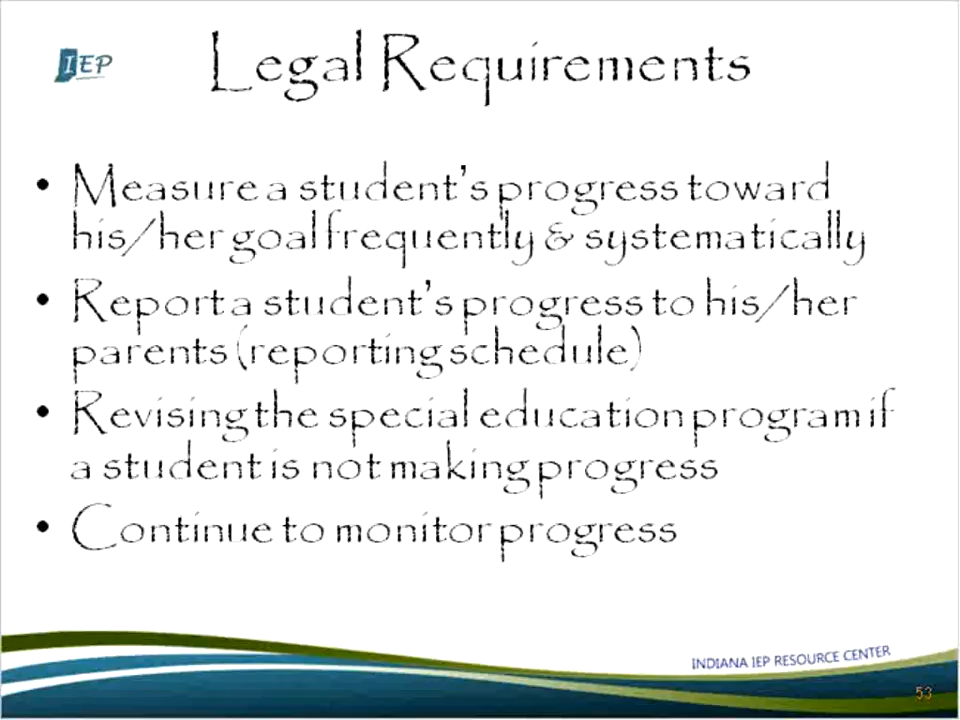 IEP
Legal Requirements
• Measure a student's progress toward
his/her goal frequently & systematically
• Report a student's progress to his/her
parents (reporting schedule)
• Revising the special education program if
a student is not making progress
• Continue to monitor progress
INDIANA IEP RESOURCE CENTER
53